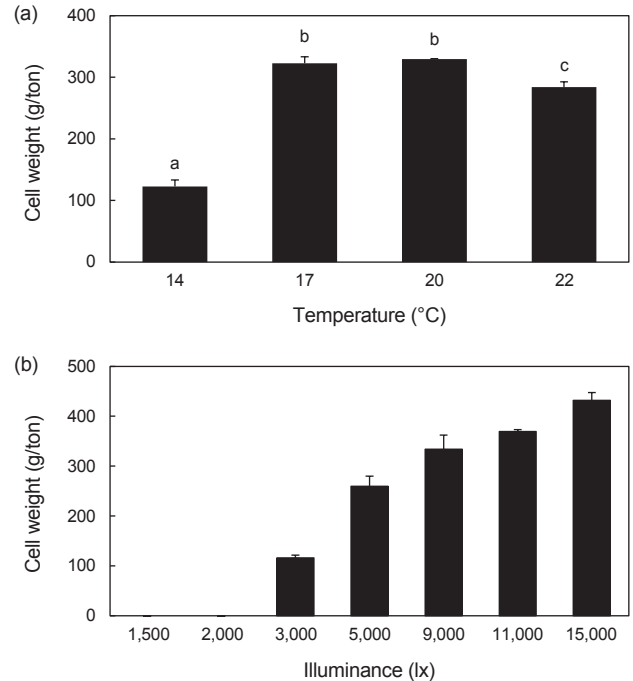 (a)
Cell weight (g/ton)
400
300
200
100
0
a
b
b
c
14 17 20 22
Temperature (°C)
(b)
Cell weight (g/ton)
500
400
300
200
100
0
1,500 2,000 3,000 5,000 9,000 11,000 15,000
Illuminance (lx)